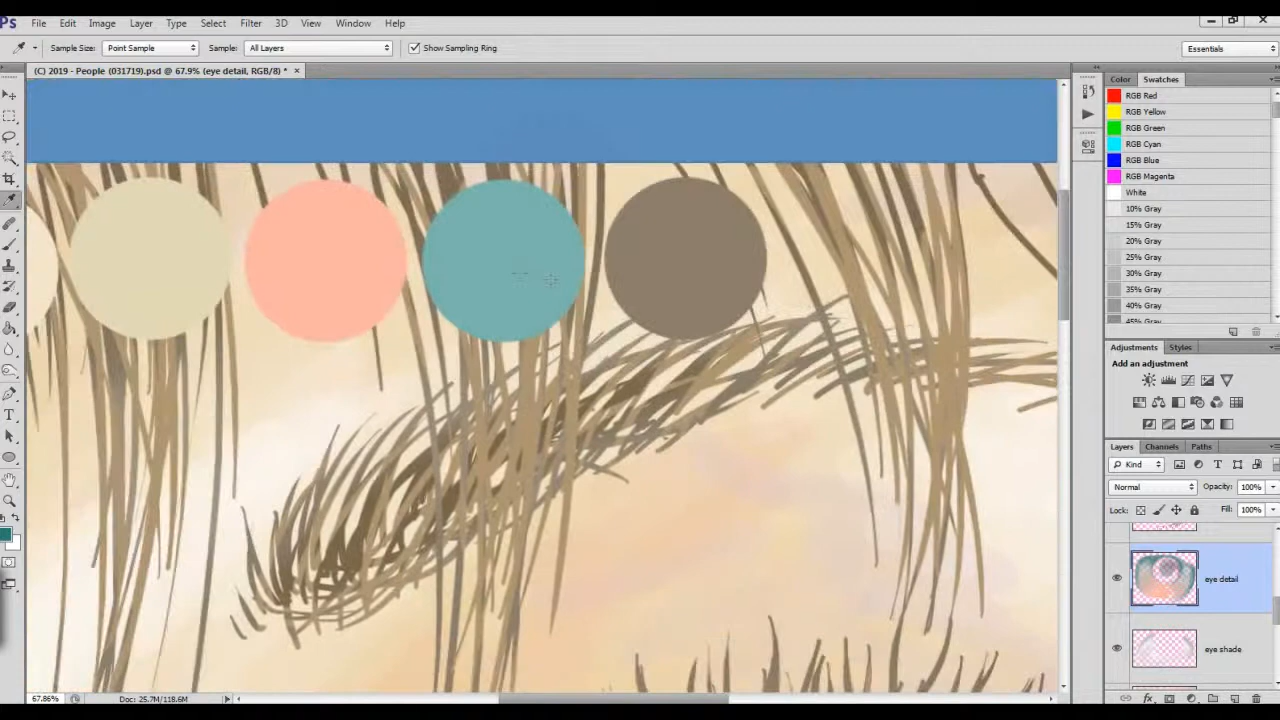 Ps File Edit Image Layer Type Select Filter 3D View Window Help
Sample Size: Point Sample Sample: All Layers Show Sampling Ring Essentials
(C) 2019 - People (031719).psd @ 67.9% (eye detail, RGB/8) * ×
Color Swatches
RGB Red
RGB Yellow
RGB Green
RGB Cyan
RGB Blue
RGB Magenta
White
10% Gray
15% Gray
20% Gray
25% Gray
30% Gray
35% Gray
40% Gray
45% Gray
Adjustments Styles
Add an adjustment
Layers Channels Paths
Kind
Normal Opacity: 100%
Lock: Fill: 100%
eye detail
eye shade
67.86% Doc: 25.7M/118.6M